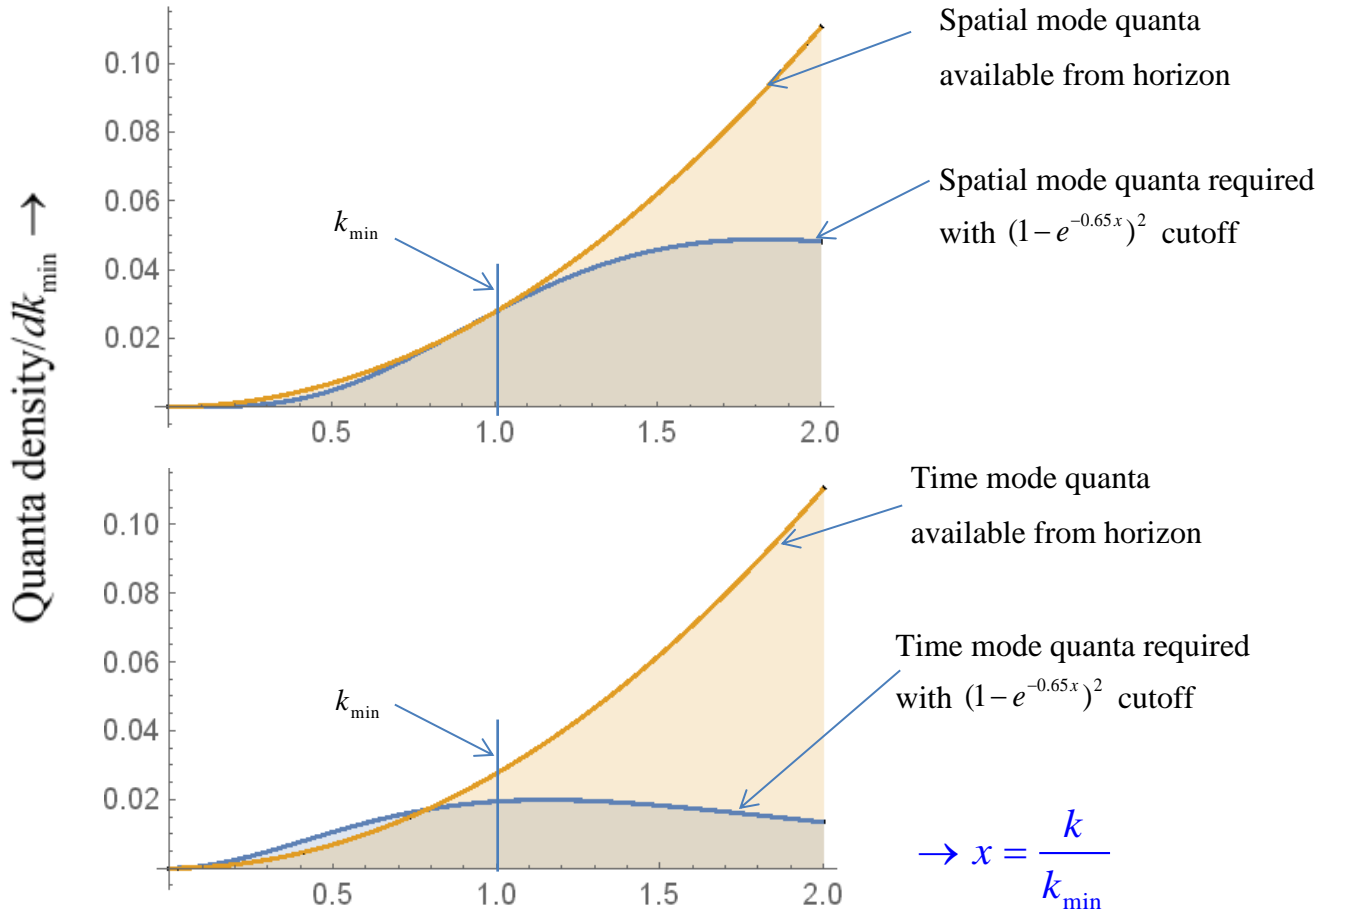 Quanta density/dk_min →
0.10
0.08
0.06
0.04
0.02
0.5 1.0 1.5 2.0
k_min
Spatial mode quanta
available from horizon
Spatial mode quanta required
with (1−e^{−0.65x})^2 cutoff
0.10
0.08
0.06
0.04
0.02
0.5 1.0 1.5 2.0
k_min
Time mode quanta
available from horizon
Time mode quanta required
with (1−e^{−0.65x})^2 cutoff
→ x = k/k_min